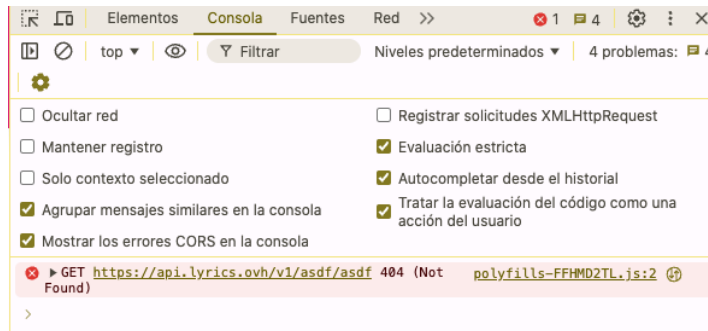 Elementos Consola Fuentes Red 1 4
top Filtrar Niveles predeterminados 4 problemas: 4
Ocultar red Registrar solicitudes XMLHttpRequest
Mantener registro Evaluación estricta
Solo contexto seleccionado Autocompletar desde el historial
Agrupar mensajes similares en la consola Tratar la evaluación del código como una
acción del usuario
Mostrar los errores CORS en la consola
GET https://api.lyrics.ovh/v1/asdf/asdf 404 (Not polyfills-FFHMD2TL.js:2
Found)